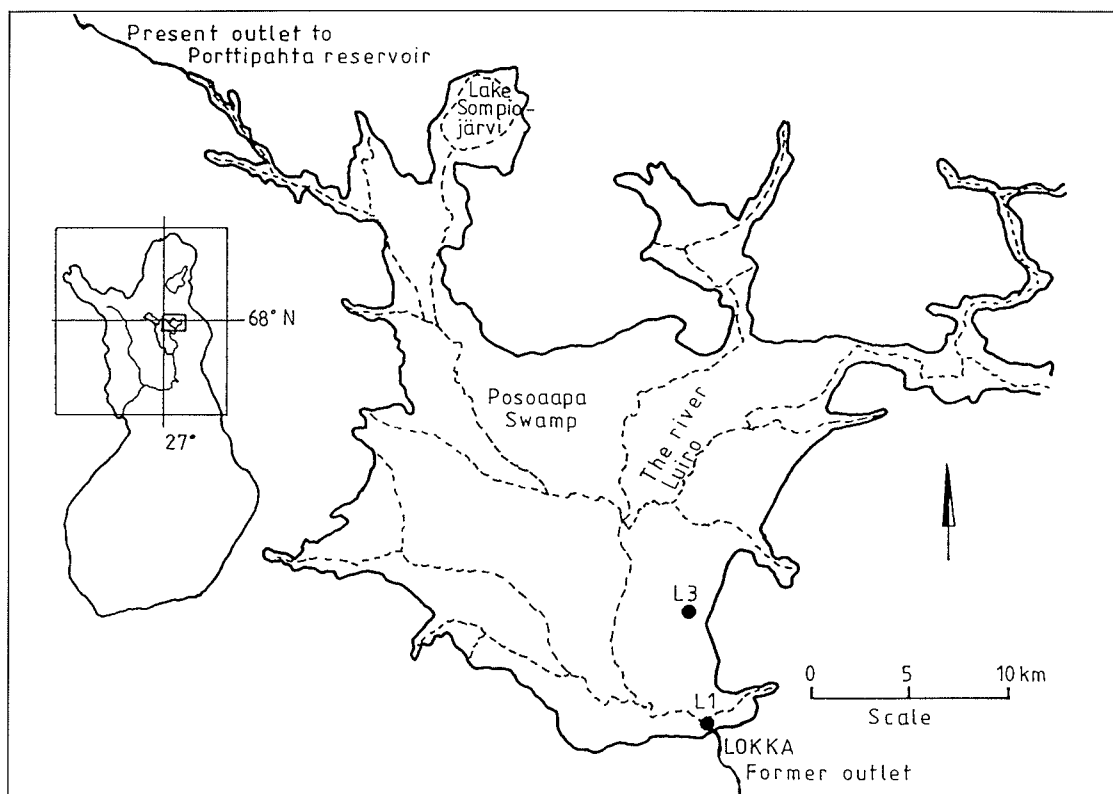 Present outlet to
Porttipahta reservoir
Lake
Sompio-
järvi
68° N
27°
Posoaapa
Swamp
The river
Luiro
L3
0 5 10 km
Scale
L1
LOKKA
Former outlet